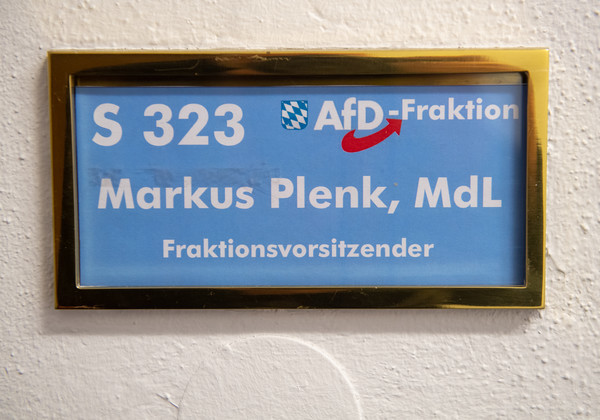 S 323 AfD-Fraktion
Markus Plenk, MdL
Fraktionsvorsitzender